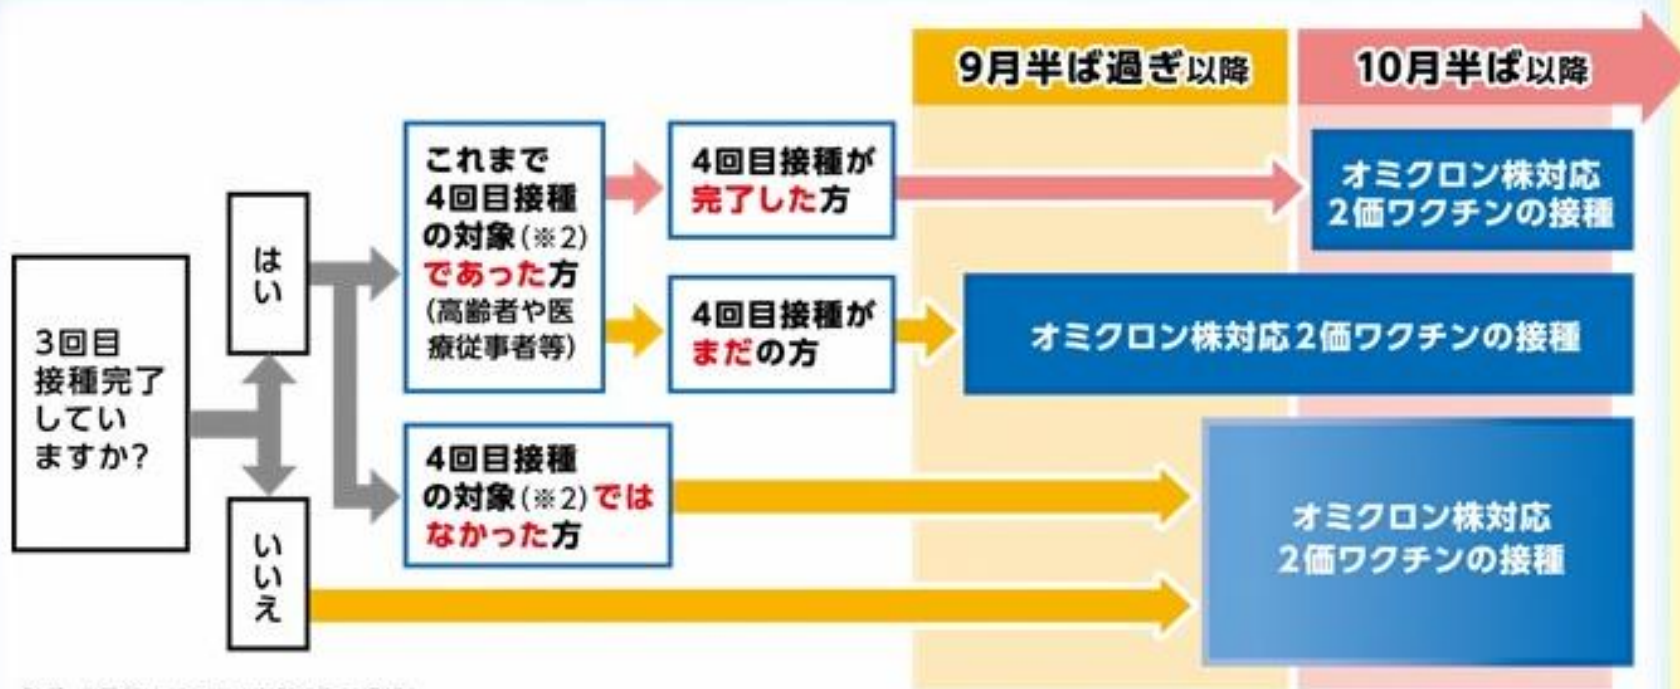 9月半ば過ぎ以降
10月半ば以降
3回目
接種完了
してい
ますか?
はい
いいえ
これまで
4回目接種
の対象(※2)
であった方
(高齢者や医
療従事者等)
4回目接種が
完了した方
オミクロン株対応
2価ワクチンの接種
4回目接種が
まだの方
オミクロン株対応2価ワクチンの接種
4回目接種
の対象(※2)では
なかった方
オミクロン株対応
2価ワクチンの接種